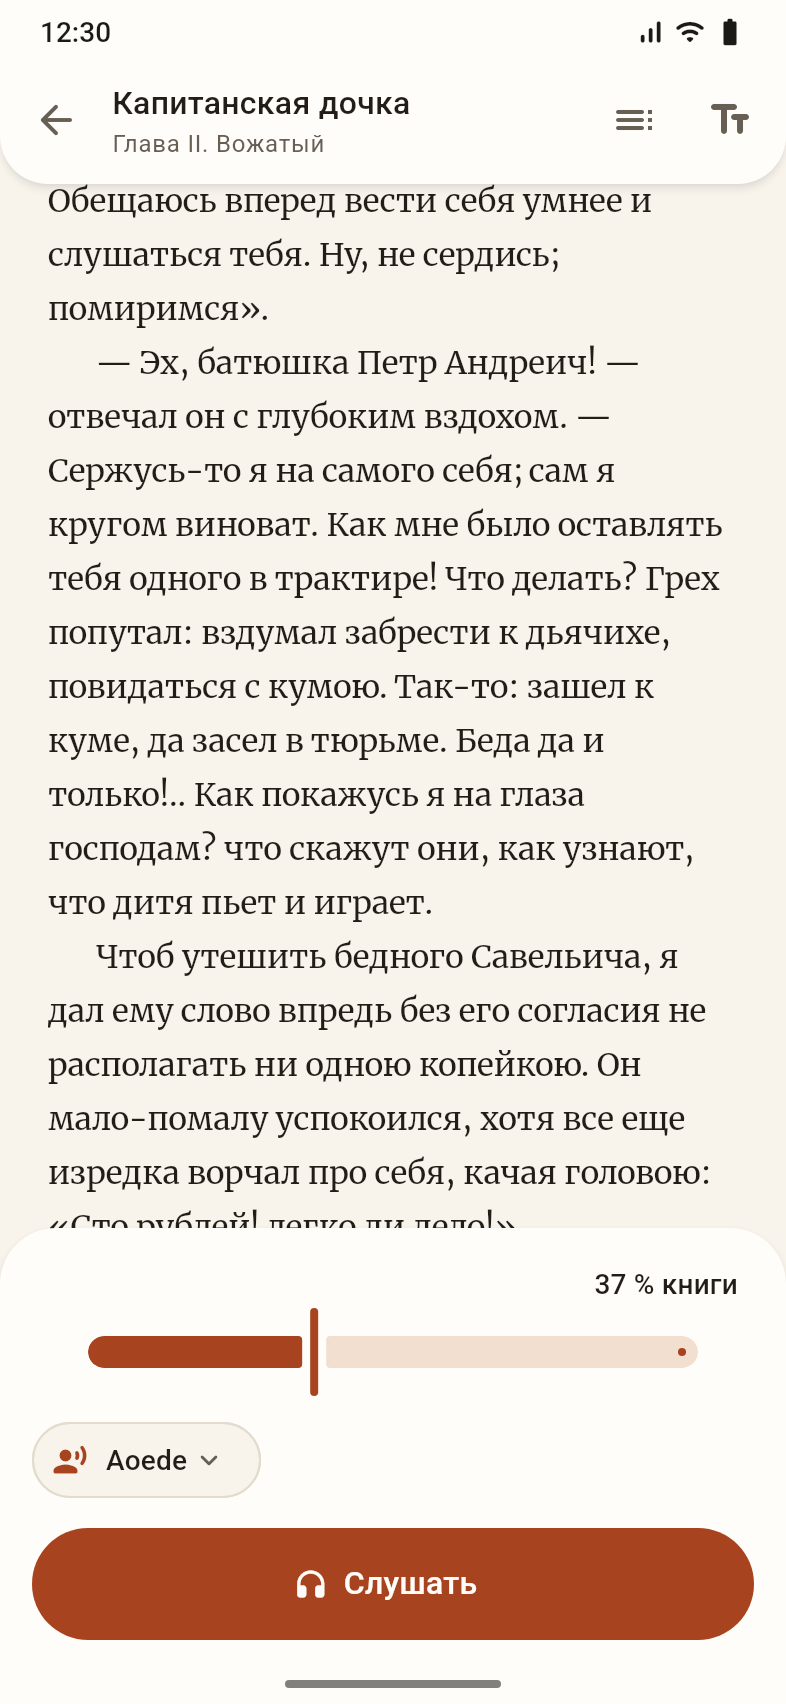 12:30
Капитанская дочка
Глава II. Вожатый
Обещаюсь вперед вести себя умнее и
слушаться тебя. Ну, не сердись;
помиримся».
— Эх, батюшка Петр Андреич! —
отвечал он с глубоким вздохом. —
Сержусь-то я на самого себя; сам я
кругом виноват. Как мне было оставлять
тебя одного в трактире! Что делать? Грех
попутал: вздумал забрести к дьячихе,
повидаться с кумою. Так-то: зашел к
куме, да засел в тюрьме. Беда да и
только!.. Как покажусь я на глаза
господам? что скажут они, как узнают,
что дитя пьет и играет.
Чтоб утешить бедного Савельича, я
дал ему слово впредь без его согласия не
располагать ни одною копейкою. Он
мало-помалу успокоился, хотя все еще
изредка ворчал про себя, качая головою:
«Сто рублей! легко ли дело!»
37 % книги
Aoede
Слушать